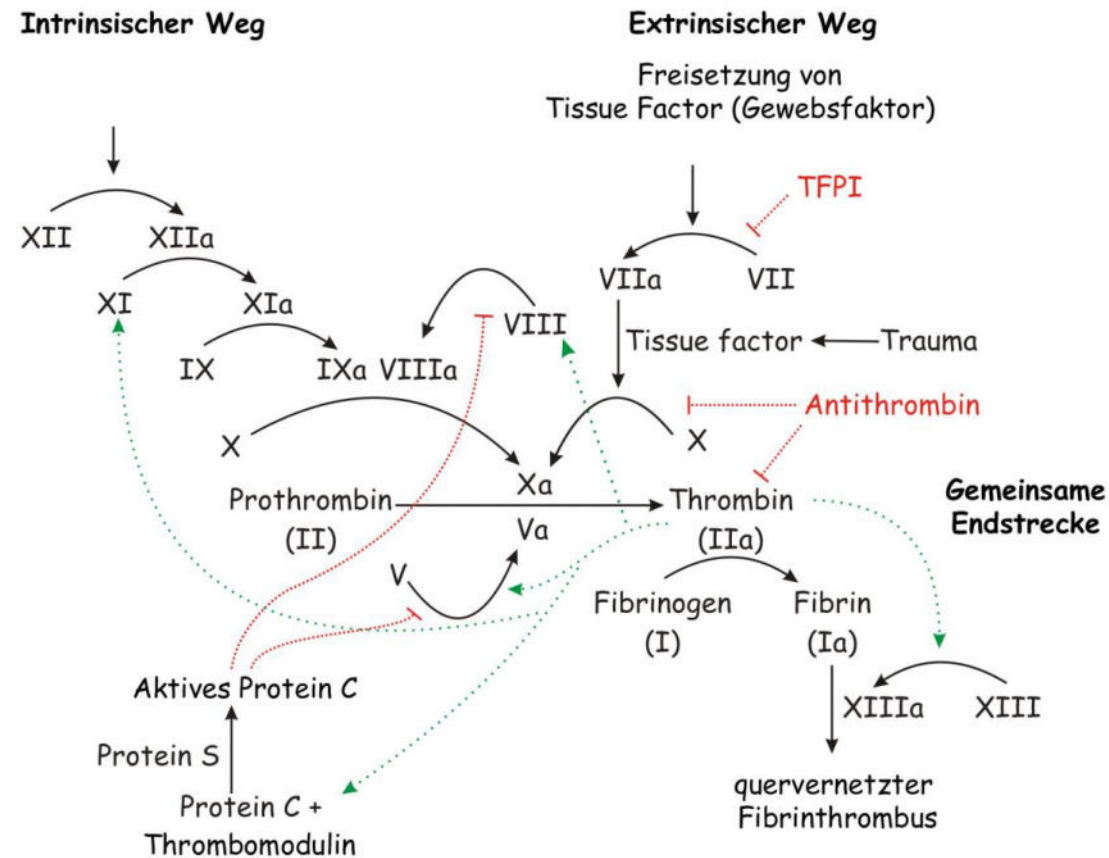 Intrinsischer Weg
Extrinsischer Weg
Freisetzung von
Tissue Factor (Gewebsfaktor)
TFPI
XII
XIIa
VIIa
VII
XI
XIa
VIII
IX
IXa
VIIIa
Tissue factor
Trauma
Antithrombin
X
X
Xa
Prothrombin
(II)
Thrombin
(IIa)
Gemeinsame
Endstrecke
Va
V
Fibrinogen
(I)
Fibrin
(Ia)
Aktives Protein C
XIIIa
XIII
Protein S
Protein C +
Thrombomodulin
quervernetzter
Fibrinthrombus